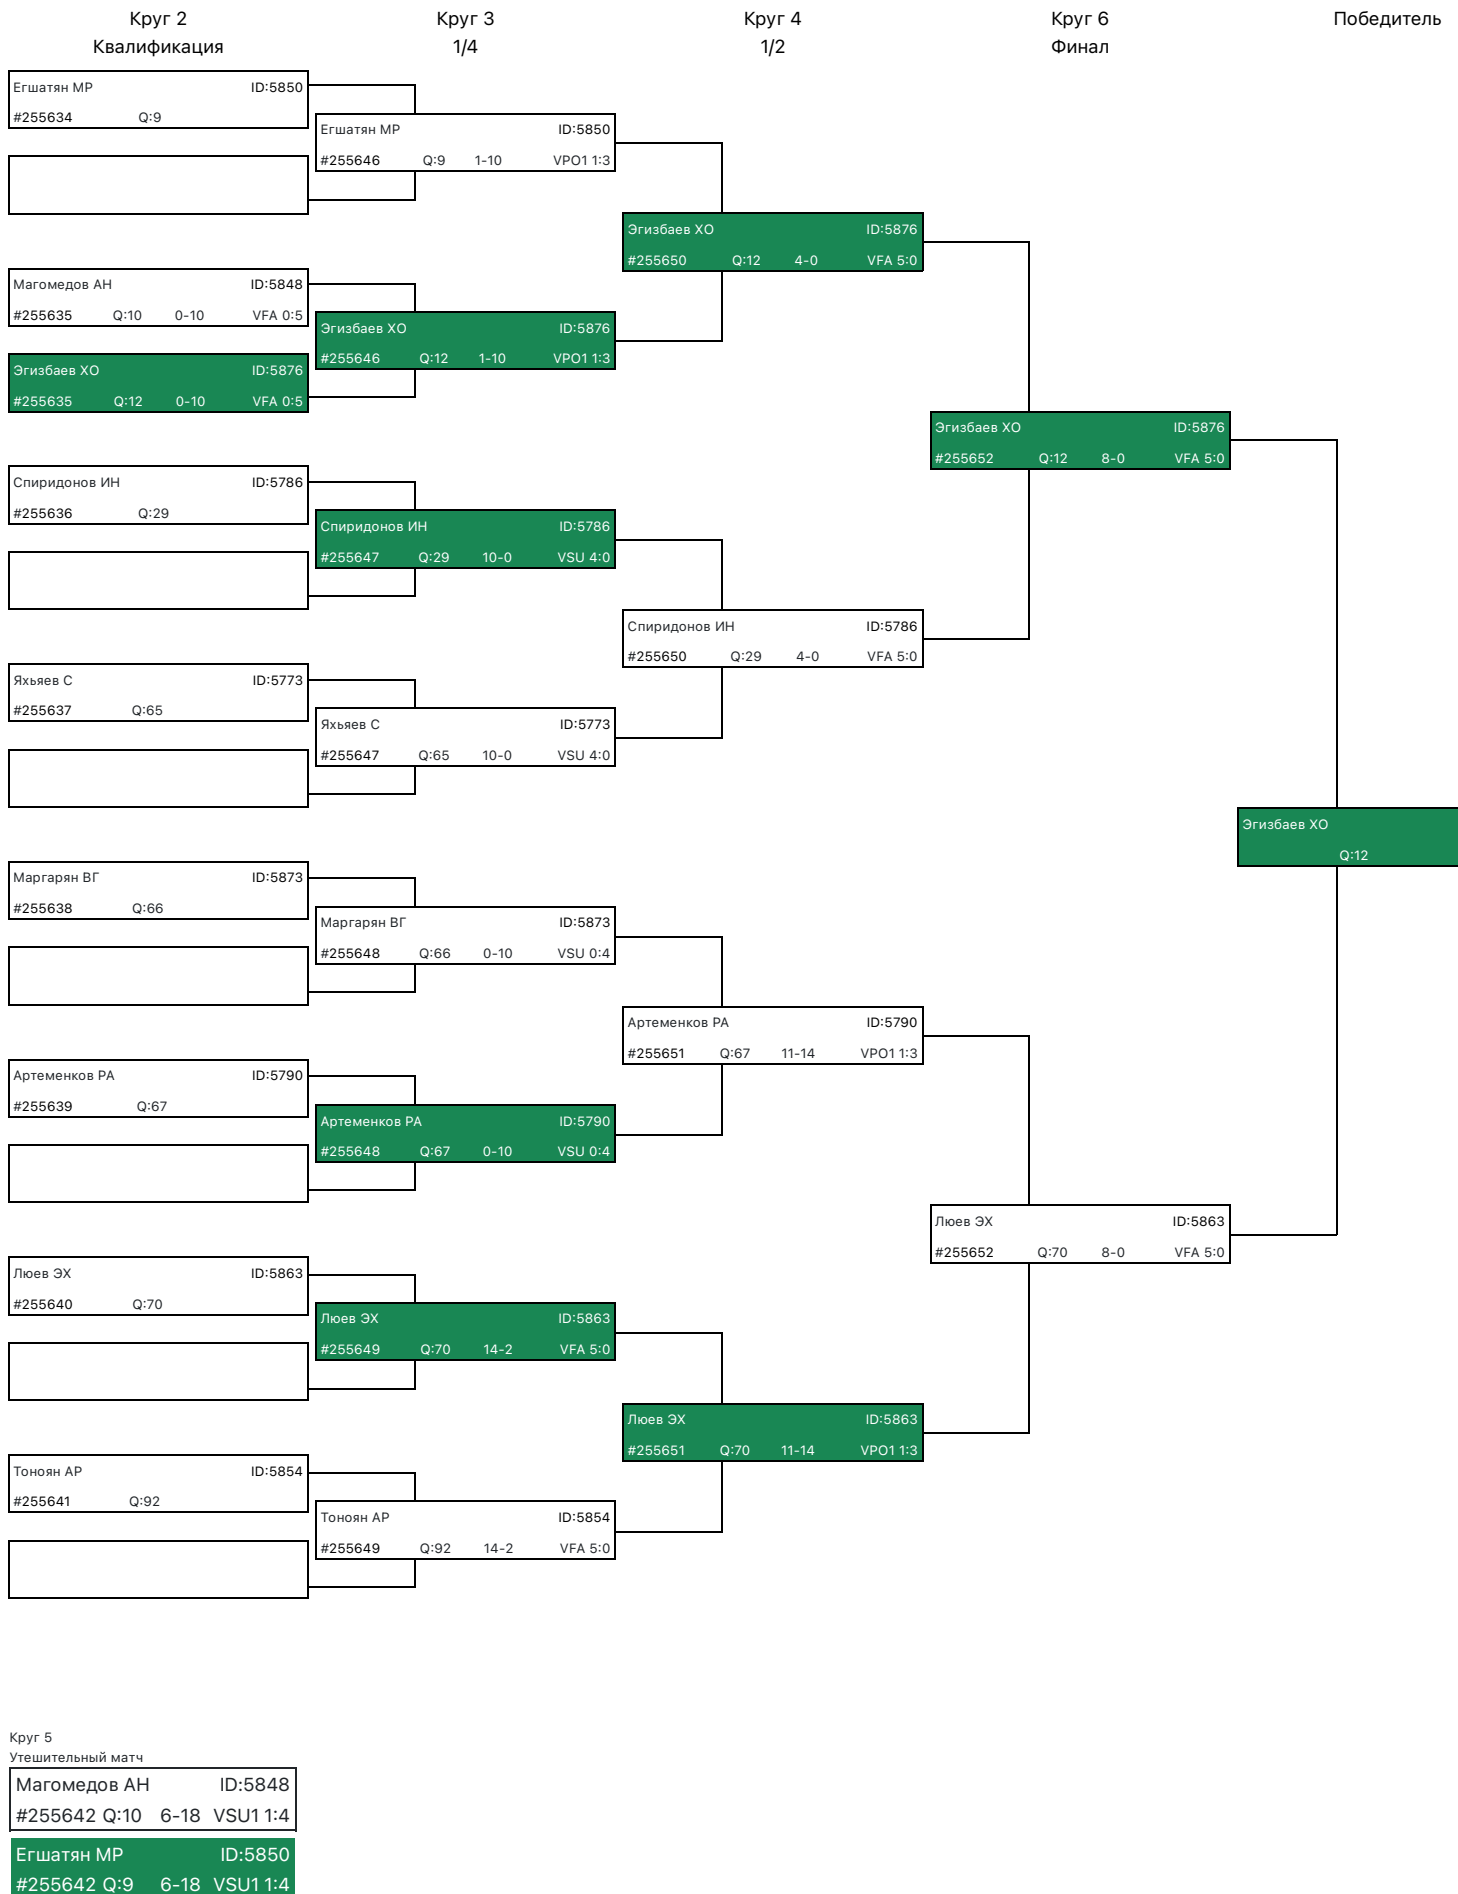 Круг 2
Квалификация
Круг 3
1/4
Круг 4
1/2
Круг 6
Финал
Победитель
Егшатян МР ID:5850
#255634 Q:9
Магомедов АН ID:5848
#255635 Q:10 0-10 VFA 0:5
Эгизбаев ХО ID:5876
#255635 Q:12 0-10 VFA 0:5
Спиридонов ИН ID:5786
#255636 Q:29
Яхьяев С ID:5773
#255637 Q:65
Маргарян ВГ ID:5873
#255638 Q:66
Артеменков РА ID:5790
#255639 Q:67
Люев ЭХ ID:5863
#255640 Q:70
Тоноян АР ID:5854
#255641 Q:92
Егшатян МР ID:5850
#255646 Q:9 1-10 VPO1 1:3
Эгизбаев ХО ID:5876
#255646 Q:12 1-10 VPO1 1:3
Спиридонов ИН ID:5786
#255647 Q:29 10-0 VSU 4:0
Яхьяев С ID:5773
#255647 Q:65 10-0 VSU 4:0
Маргарян ВГ ID:5873
#255648 Q:66 0-10 VSU 0:4
Артеменков РА ID:5790
#255648 Q:67 0-10 VSU 0:4
Люев ЭХ ID:5863
#255649 Q:70 14-2 VFA 5:0
Тоноян АР ID:5854
#255649 Q:92 14-2 VFA 5:0
Эгизбаев ХО ID:5876
#255650 Q:12 4-0 VFA 5:0
Спиридонов ИН ID:5786
#255650 Q:29 4-0 VFA 5:0
Артеменков РА ID:5790
#255651 Q:67 11-14 VPO1 1:3
Люев ЭХ ID:5863
#255651 Q:70 11-14 VPO1 1:3
Эгизбаев ХО ID:5876
#255652 Q:12 8-0 VFA 5:0
Люев ЭХ ID:5863
#255652 Q:70 8-0 VFA 5:0
Эгизбаев ХО
Q:12
Круг 5
Утешительный матч
Магомедов АН ID:5848
#255642 Q:10 6-18 VSU1 1:4
Егшатян МР ID:5850
#255642 Q:9 6-18 VSU1 1:4